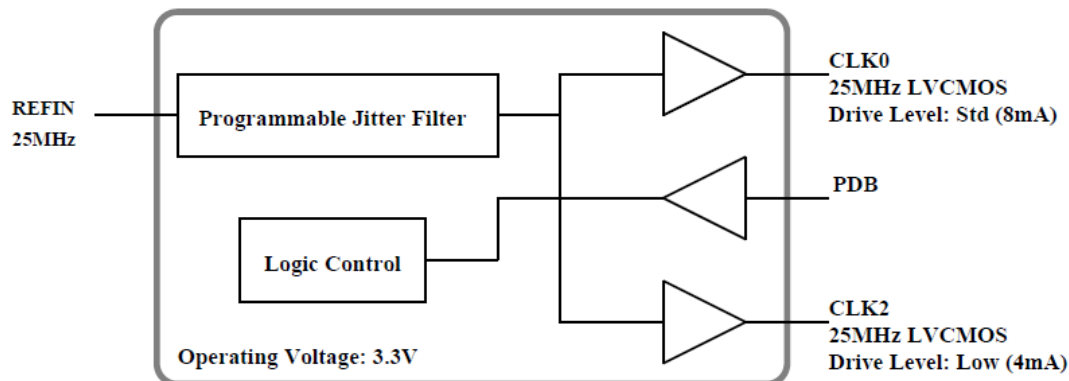 REFIN
25MHz
Programmable Jitter Filter
CLK0
25MHz LVCMOS
Drive Level: Std (8mA)
PDB
Logic Control
CLK2
25MHz LVCMOS
Drive Level: Low (4mA)
Operating Voltage: 3.3V